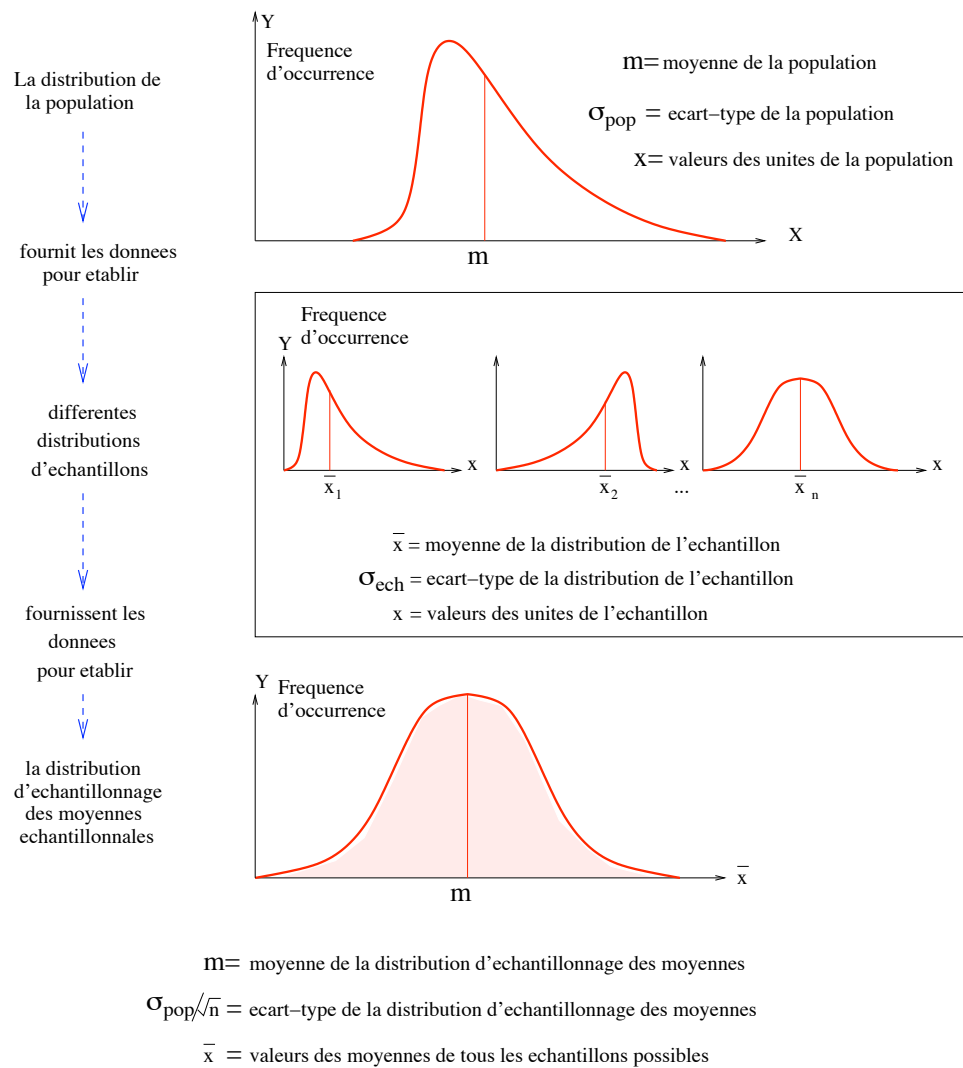 La distribution de
la population
fournit les donnees
pour etablir
differentes
distributions
d'echantillons
fournissent les
donnees
pour etablir
la distribution
d'echantillonnage
des moyennes
echantillonnales
Y
Frequence
d'occurrence
m= moyenne de la population
σpop = ecart–type de la population
x= valeurs des unites de la population
m
X
Frequence
d'occurrence
Y
x
x
x
x̄1
x̄2
...
x̄n
x̄ = moyenne de la distribution de l'echantillon
σech = ecart–type de la distribution de l'echantillon
x = valeurs des unites de l'echantillon
Y
Frequence
d'occurrence
m
x̄
m= moyenne de la distribution d'echantillonnage des moyennes
σpop/√n = ecart–type de la distribution d'echantillonnage des moyennes
x̄ = valeurs des moyennes de tous les echantillons possibles